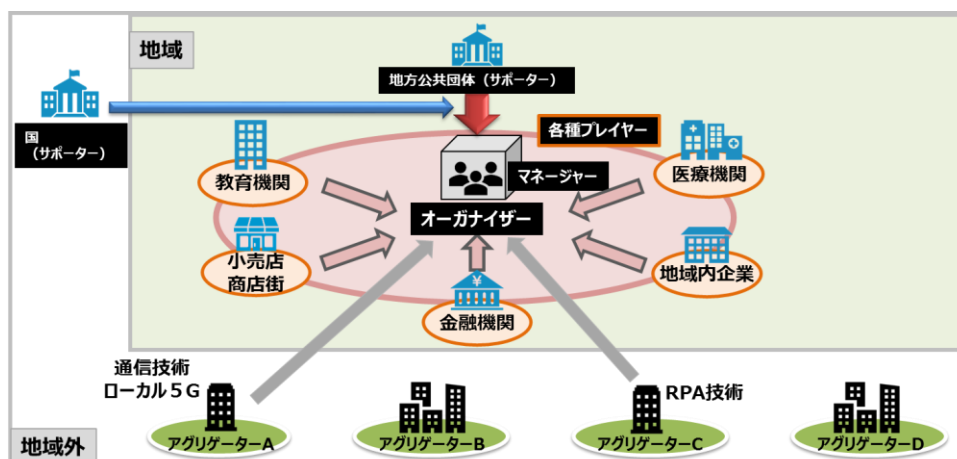 地域
地方公共団体（サポーター）
国
（サポーター）
各種プレイヤー
教育機関
医療機関
マネージャー
オーガナイザー
小売店
商店街
地域内企業
¥
金融機関
通信技術
ローカル５G
RPA技術
地域外
アグリゲーターA
アグリゲーターB
アグリゲーターC
アグリゲーターD